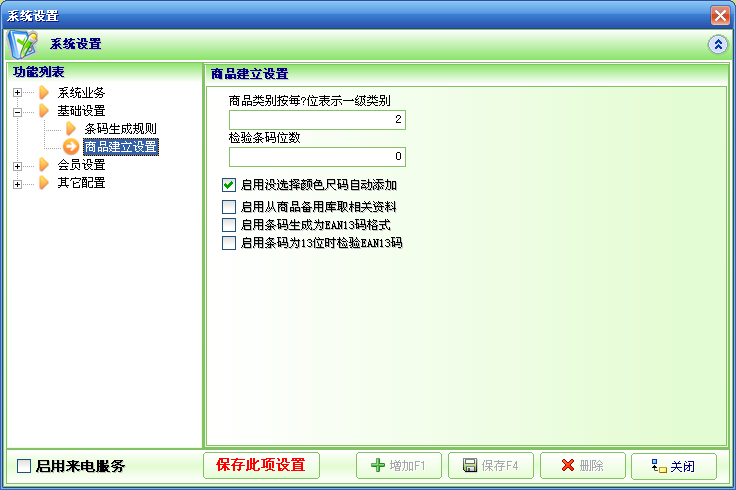 系统设置
系统设置
功能列表
系统业务
基础设置
条码生成规则
商品建立设置
会员设置
其它配置
商品建立设置
商品类别按每?位表示一级类别
2
检验条码位数
0
启用没选择颜色,尺码自动添加
启用从商品备用库取相关资料
启用条码生成为EAN13码格式
启用条码为13位时检验EAN13码
启用来电服务
保存此项设置
增加F1
保存F4
删除
关闭